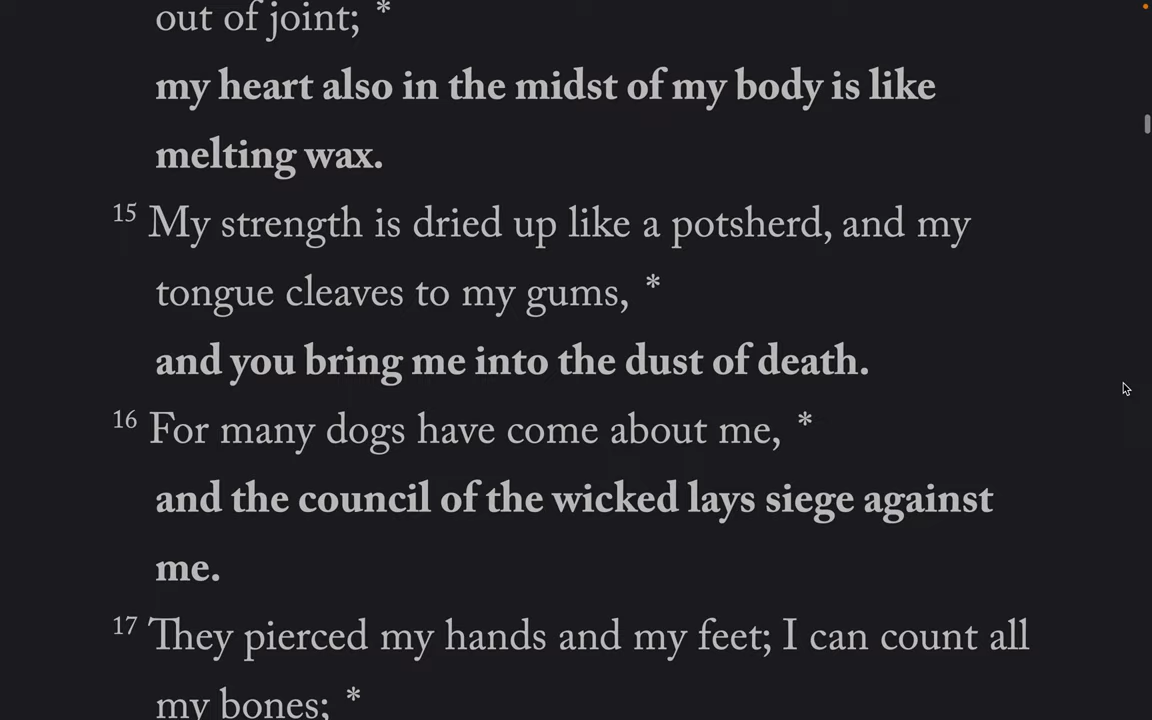 out of joint; *
my heart also in the midst of my body is like
melting wax.
15 My strength is dried up like a potsherd, and my
tongue cleaves to my gums, *
and you bring me into the dust of death.
16 For many dogs have come about me, *
and the council of the wicked lays siege against
me.
17 They pierced my hands and my feet; I can count all
my bones; *